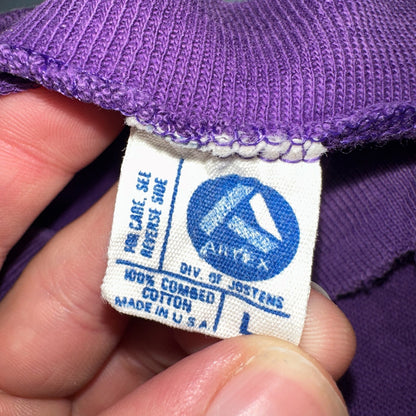 FOR CARE, SEE
REVERSE SIDE
ARTEX
DIV. OF JOSTENS
100% COMBED
COTTON
MADE IN U.S.A.
L